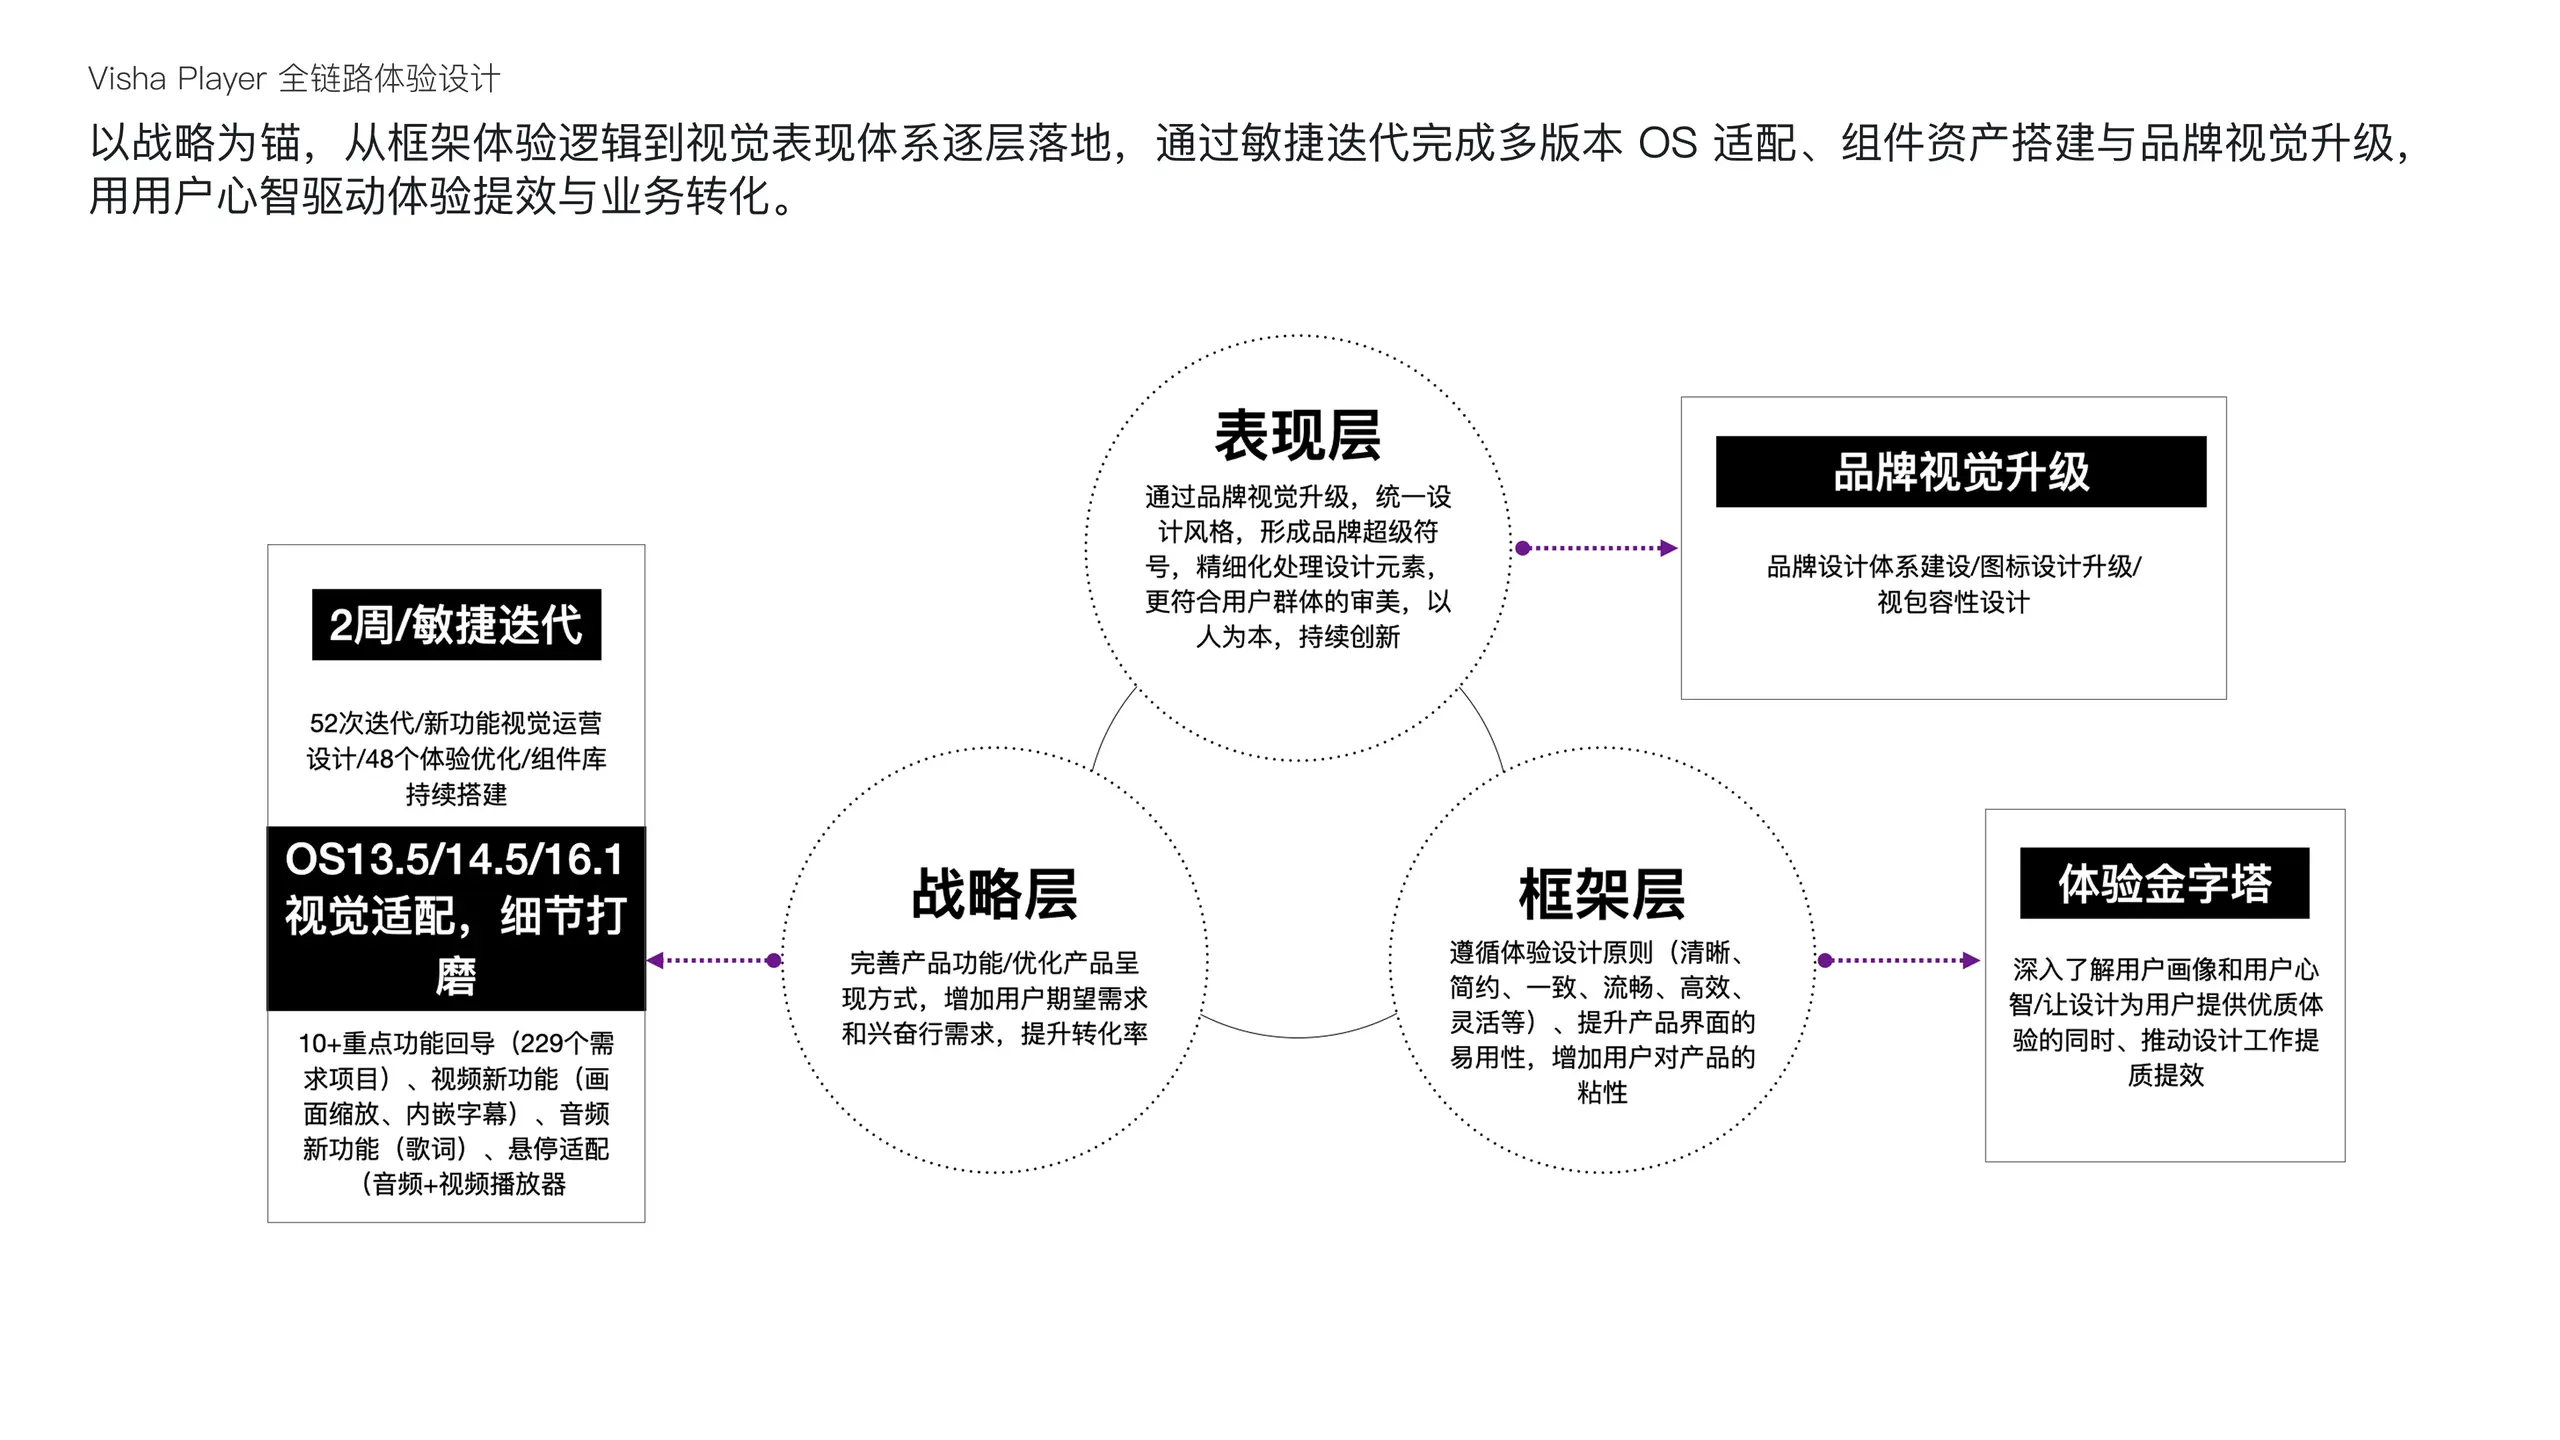 Visha Player 全链路体验设计
以战略为锚，从框架体验逻辑到视觉表现体系逐层落地，通过敏捷迭代完成多版本 OS 适配、组件资产搭建与品牌视觉升级，
用用户心智驱动体验提效与业务转化。
表现层
通过品牌视觉升级，统一设
计风格，形成品牌超级符
号，精细化处理设计元素，
更符合用户群体的审美，以
人为本，持续创新
品牌视觉升级
品牌设计体系建设/图标设计升级/
视包容性设计
2周/敏捷迭代
52次迭代/新功能视觉运营
设计/48个体验优化/组件库
持续搭建
OS13.5/14.5/16.1
视觉适配，细节打
磨
10+重点功能回导（229个需
求项目）、视频新功能（画
面缩放、内嵌字幕）、音频
新功能（歌词）、悬停适配
（音频+视频播放器
战略层
完善产品功能/优化产品呈
现方式，增加用户期望需求
和兴奋行需求，提升转化率
框架层
遵循体验设计原则（清晰、
简约、一致、流畅、高效、
灵活等）、提升产品界面的
易用性，增加用户对产品的
粘性
体验金字塔
深入了解用户画像和用户心
智/让设计为用户提供优质体
验的同时、推动设计工作提
质提效